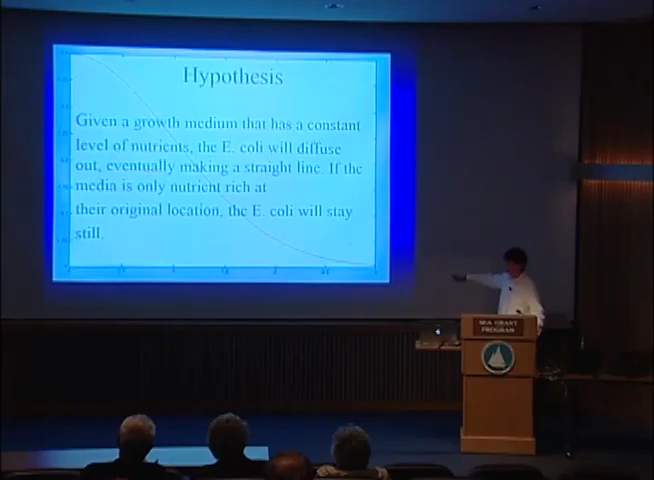 Hypothesis
Given a growth medium that has a constant
level of nutrients, the E. coli will diffuse
out, eventually making a straight line. If the
media is only nutrient rich at
their original location, the E. coli will stay
still.
SEA GRANT
PROGRAM